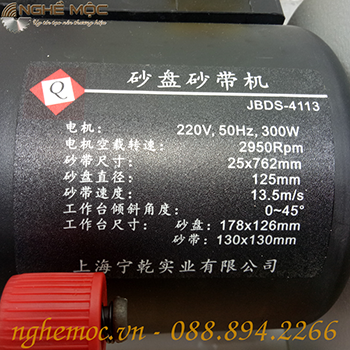 NGHỀ MỘC
Q
砂盘砂带机
JBDS-4113
电机: 220V, 50Hz, 300W
电机空载转速: 2950Rpm
砂带尺寸: 25x762mm
砂盘直径: 125mm
砂带速度: 13.5m/s
工作台倾斜角度: 0~45°
工作台尺寸: 砂盘: 178x126mm
砂带: 130x130mm
上海宁乾实业有限公司
nghemoc.vn - 088.894.2266